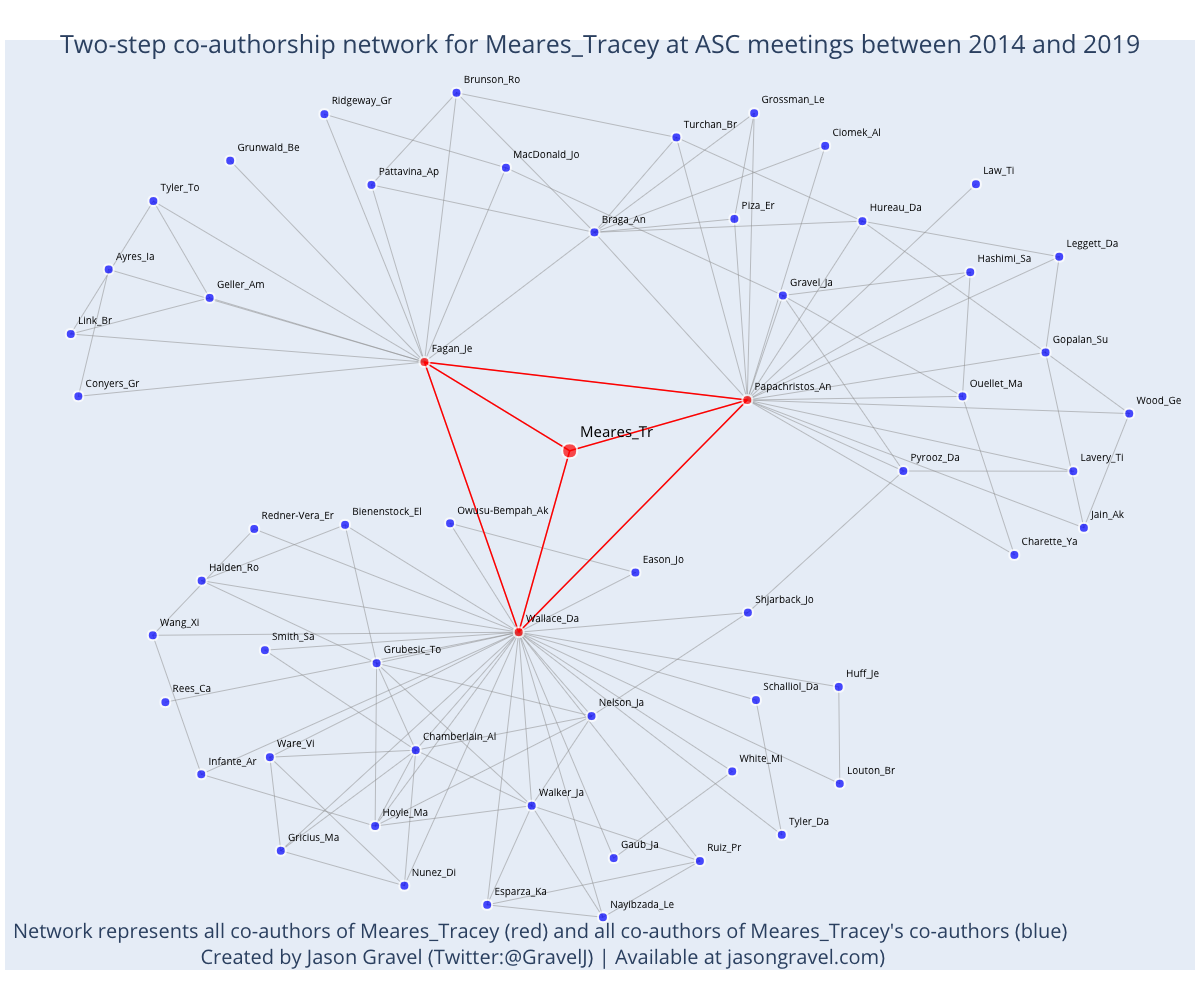 Two-step co-authorship network for Meares_Tracey at ASC meetings between 2014 and 2019
Brunson_Ro
Ridgeway_Gr
Grossman_Le
Turchan_Br
Ciomek_Al
Grunwald_Be
MacDonald_Jo
Pattavina_Ap
Law_Ti
Tyler_To
Piza_Er
Hureau_Da
Braga_An
Leggett_Da
Ayres_Ia
Hashimi_Sa
Geller_Am
Gravel_Ja
Link_Br
Gopalan_Su
Fagan_Je
Conyers_Gr
Papachristos_An
Ouellet_Ma
Wood_Ge
Meares_Tr
Pyrooz_Da
Lavery_Ti
Redner-Vera_Er
Bienenstock_El
Owusu-Bempah_Ak
Jain_Ak
Charette_Ya
Eason_Jo
Halden_Ro
Shjarback_Jo
Wang_Xi
Wallace_Da
Smith_Sa
Grubesic_To
Huff_Je
Rees_Ca
Schalliol_Da
Nelson_Ja
Chamberlain_Al
Ware_Vi
White_Mi
Infante_Ar
Louton_Br
Walker_Ja
Hoyle_Ma
Tyler_Da
Gricius_Ma
Gaub_Ja
Ruiz_Pr
Nunez_Di
Esparza_Ka
Nayibzada_Le
Network represents all co-authors of Meares_Tracey (red) and all co-authors of Meares_Tracey's co-authors (blue)
Created by Jason Gravel (Twitter:@GravelJ) | Available at jasongravel.com)